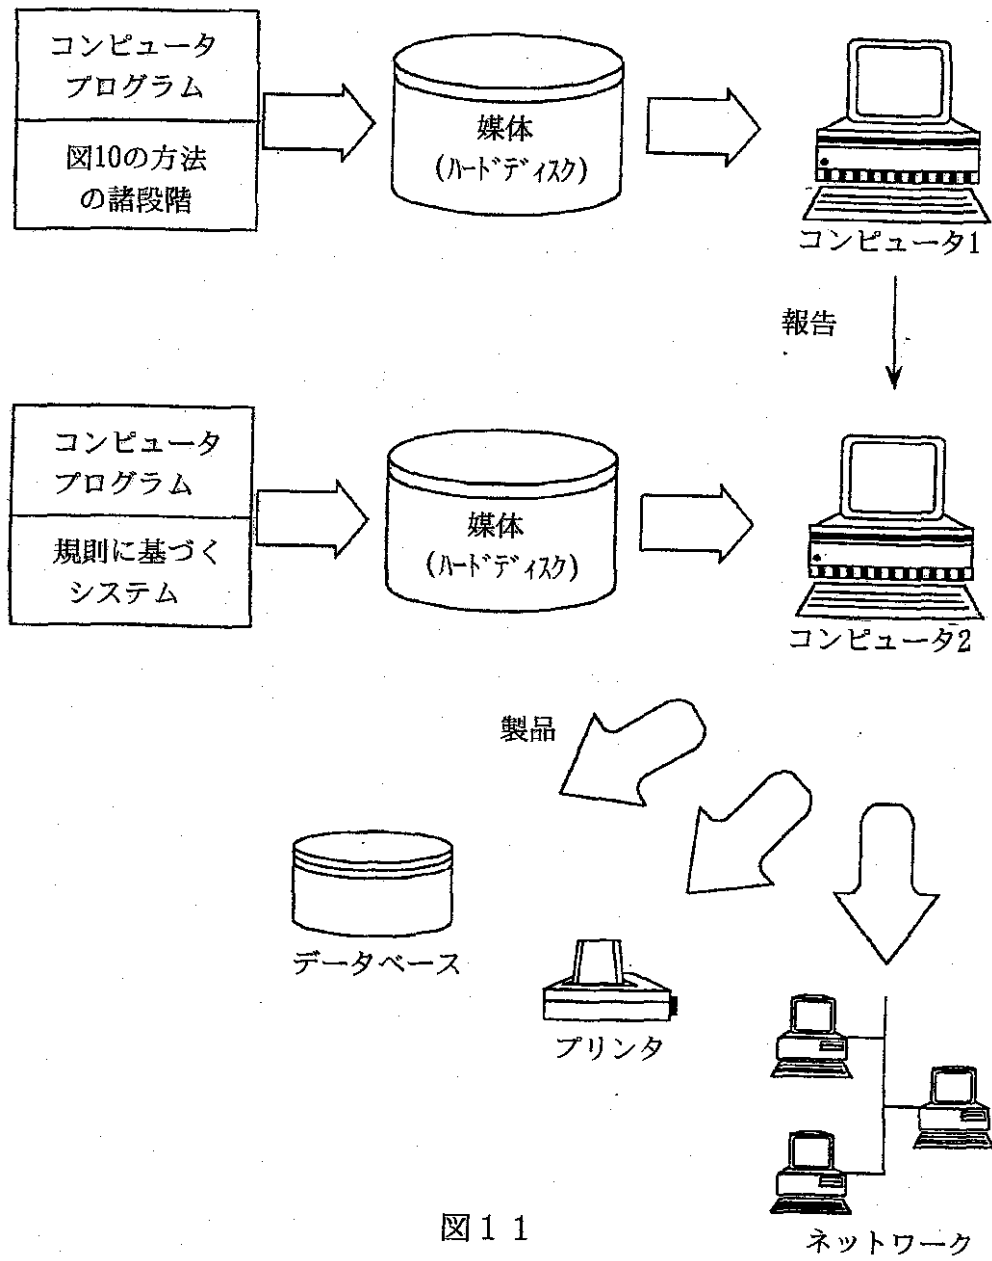 コンピュータ
プログラム
図10の方法
の諸段階
媒体
(ﾊｰﾄﾞﾃﾞｨｽｸ)
コンピュータ1
報告
コンピュータ
プログラム
規則に基づく
システム
媒体
(ﾊｰﾄﾞﾃﾞｨｽｸ)
コンピュータ2
製品
データベース
プリンタ
ネットワーク
図１１